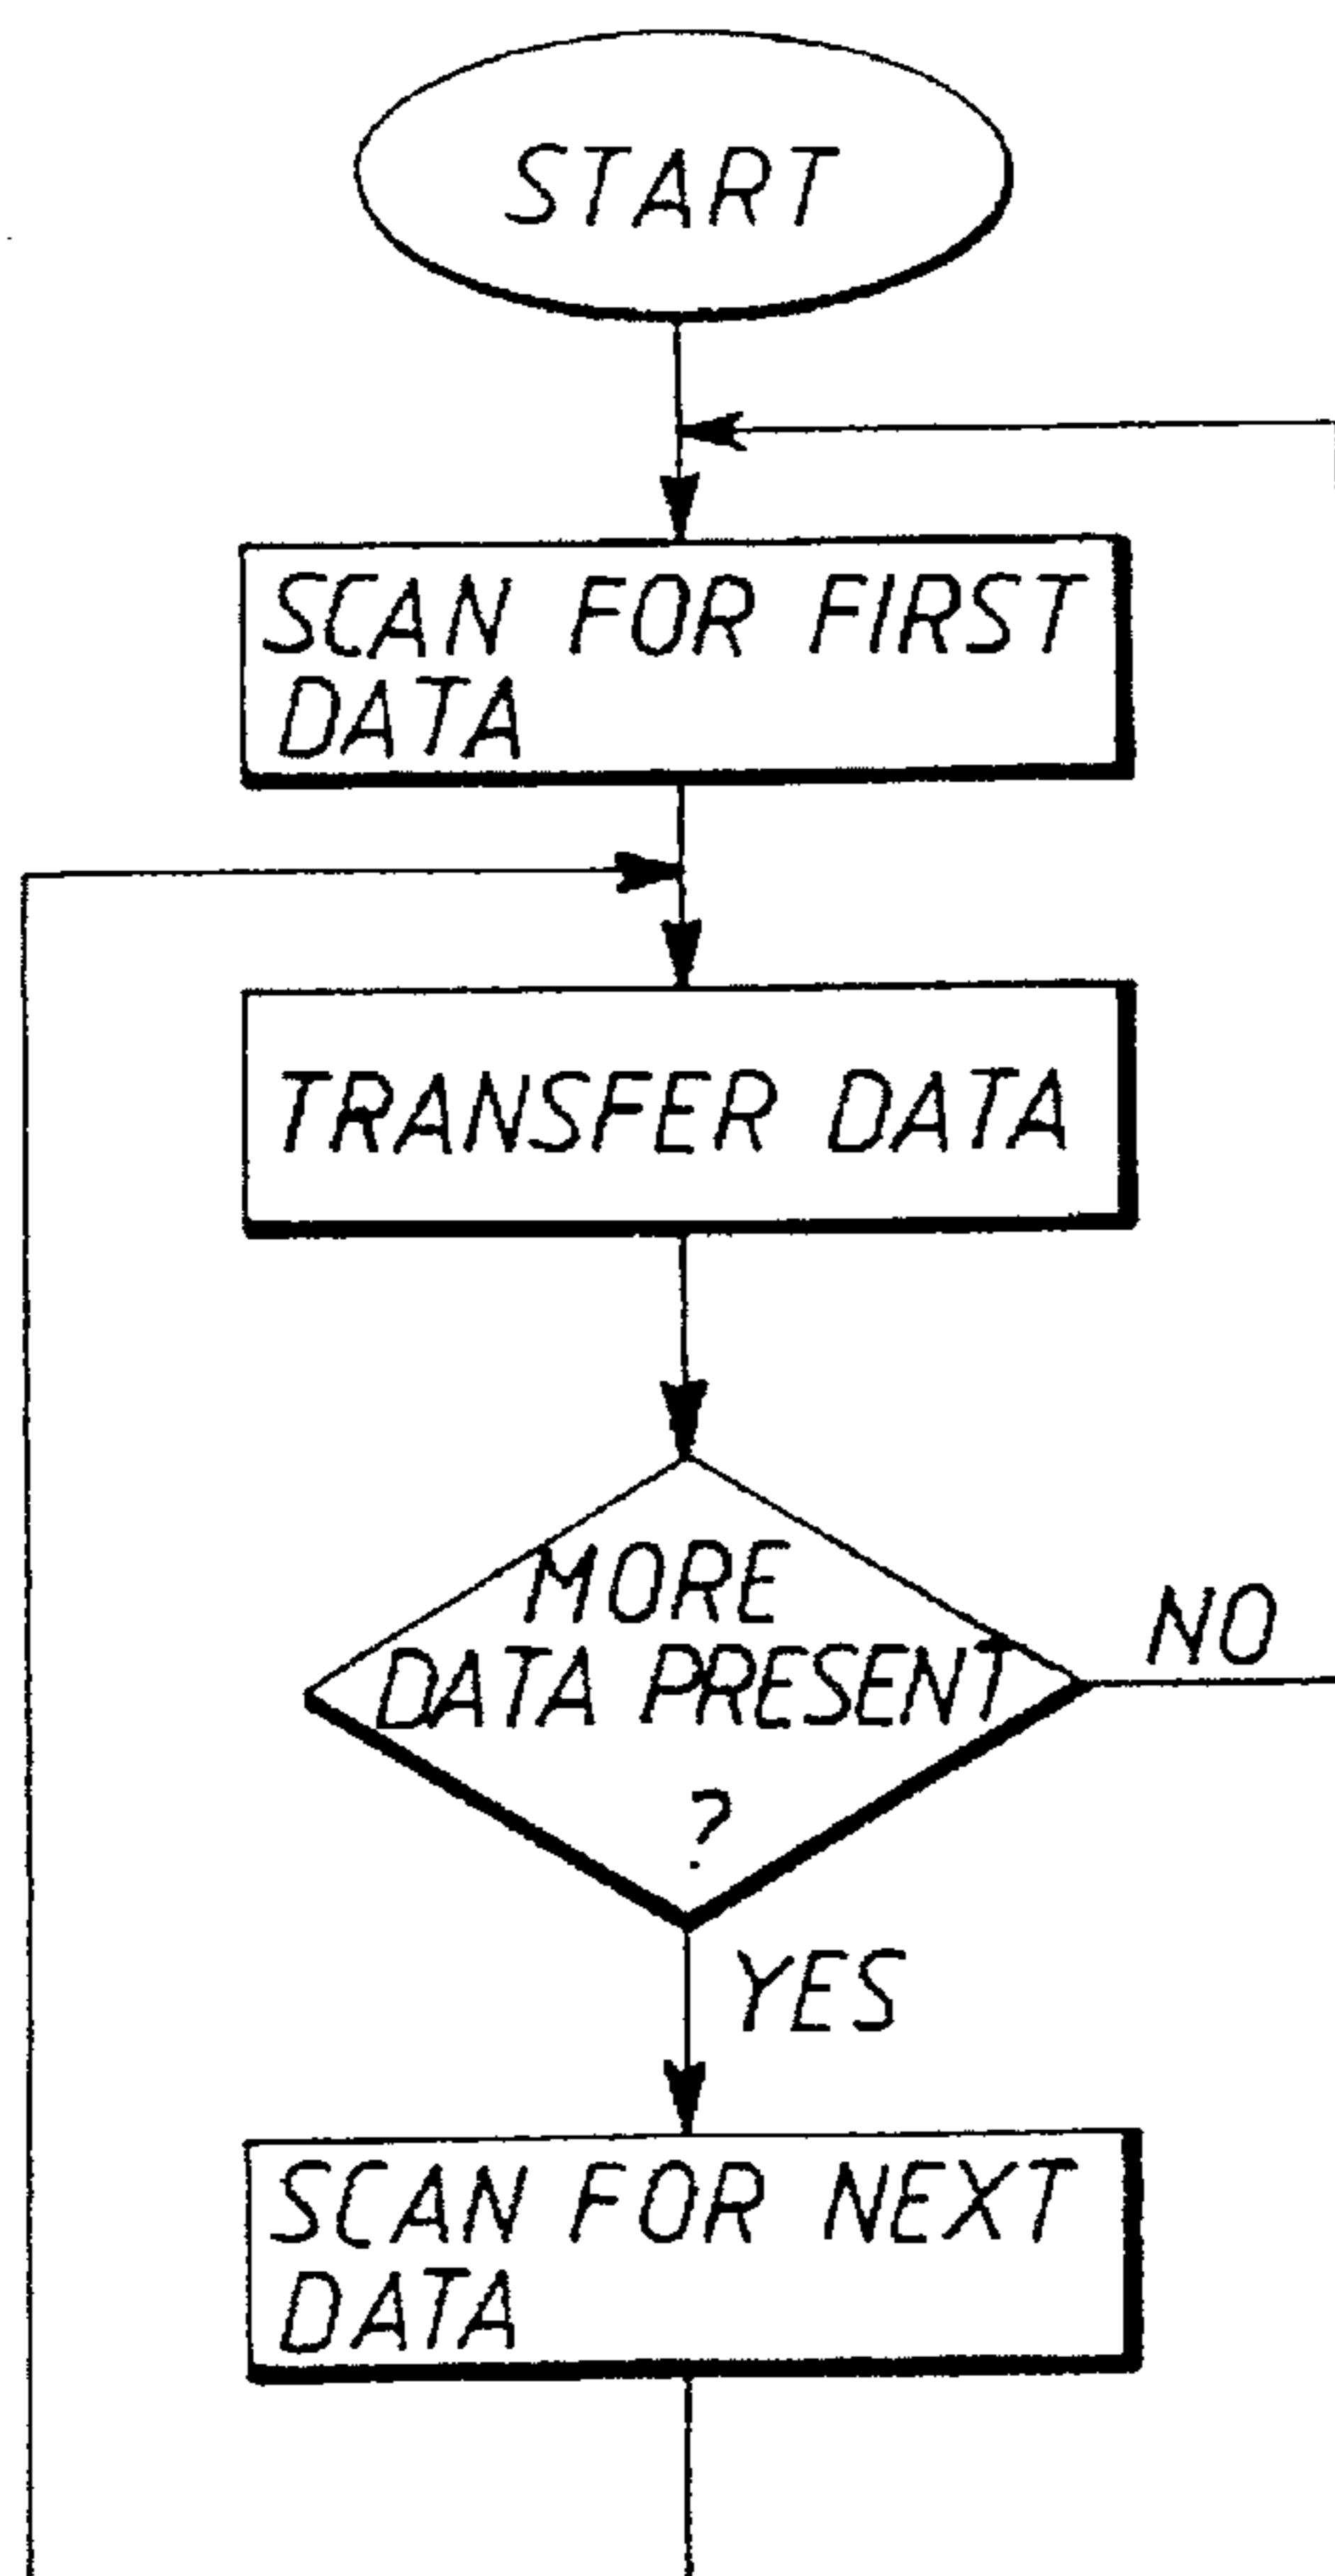 START
SCAN FOR FIRST
DATA
TRANSFER DATA
MORE
DATA PRESENT
?
NO
YES
SCAN FOR NEXT
DATA